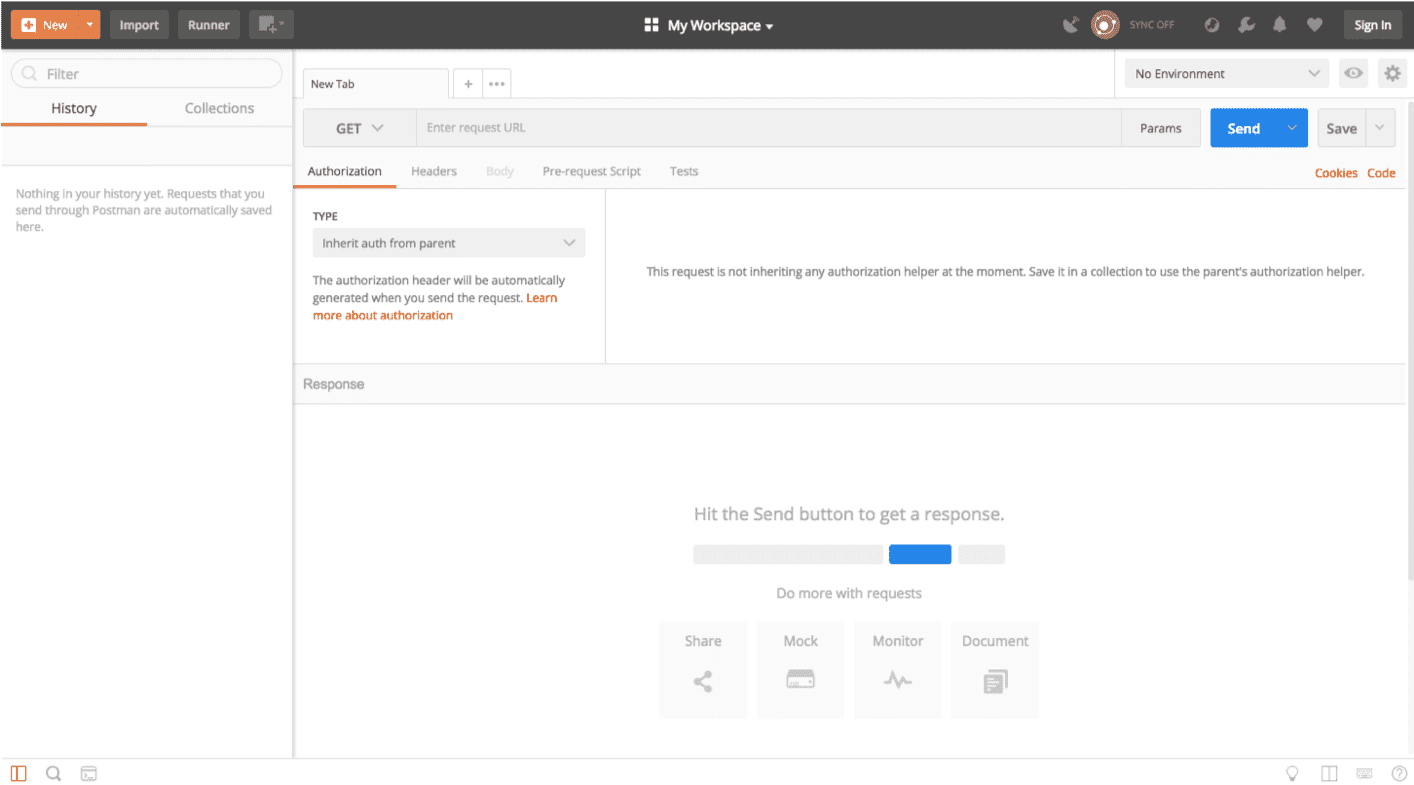 New
Import
Runner
My Workspace
SYNC OFF
Sign In
Filter
History
Collections
Nothing in your history yet. Requests that you
send through Postman are automatically saved
here.
New Tab
No Environment
GET
Enter request URL
Params
Send
Save
Authorization
Headers
Body
Pre-request Script
Tests
Cookies
Code
TYPE
Inherit auth from parent
The authorization header will be automatically
generated when you send the request. Learn
more about authorization
This request is not inheriting any authorization helper at the moment. Save it in a collection to use the parent's authorization helper.
Response
Hit the Send button to get a response.
Do more with requests
Share
Mock
Monitor
Document